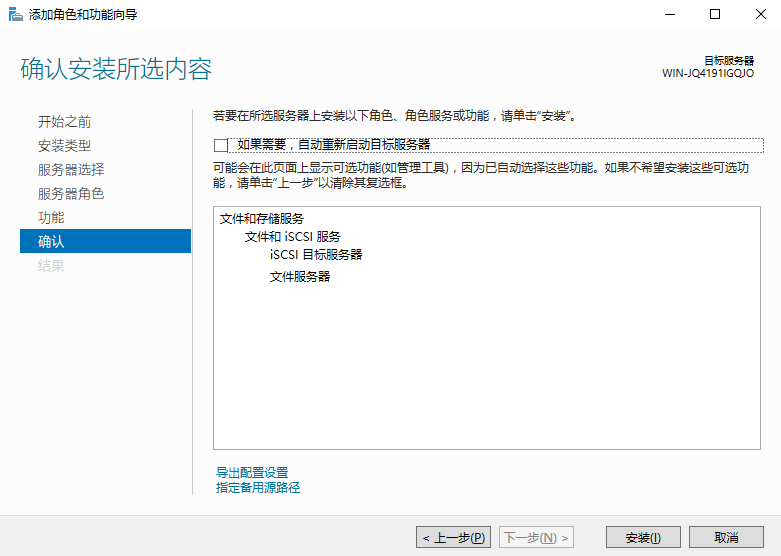 添加角色和功能向导
确认安装所选内容
目标服务器
WIN-JQ4191IGQJO
开始之前
安装类型
服务器选择
服务器角色
功能
确认
结果
若要在所选服务器上安装以下角色、角色服务或功能，请单击“安装”。
如果需要，自动重新启动目标服务器
可能会在此页面上显示可选功能(如管理工具)，因为已自动选择这些功能。如果不希望安装这些可选功
能，请单击“上一步”以清除其复选框。
文件和存储服务
文件和 iSCSI 服务
iSCSI 目标服务器
文件服务器
导出配置设置
指定备用源路径
< 上一步(P)
下一步(N) >
安装(I)
取消